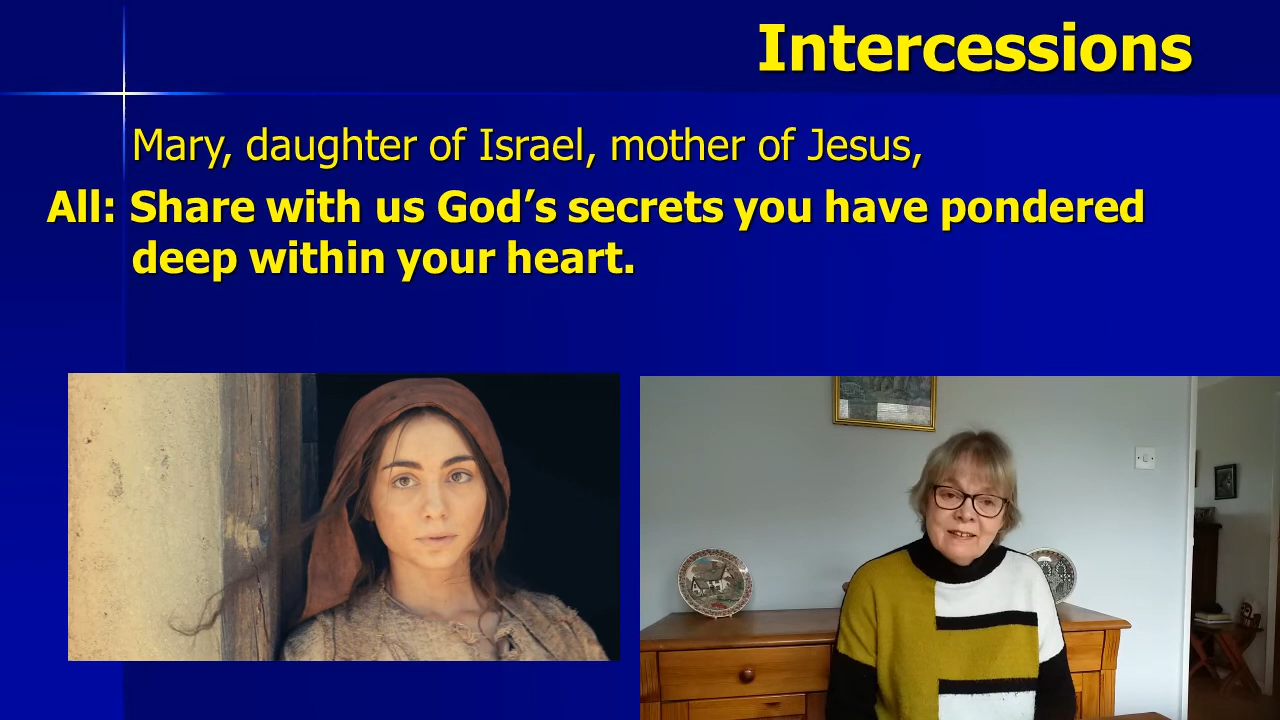 Intercessions
Mary, daughter of Israel, mother of Jesus,
All: Share with us God’s secrets you have pondered
deep within your heart.